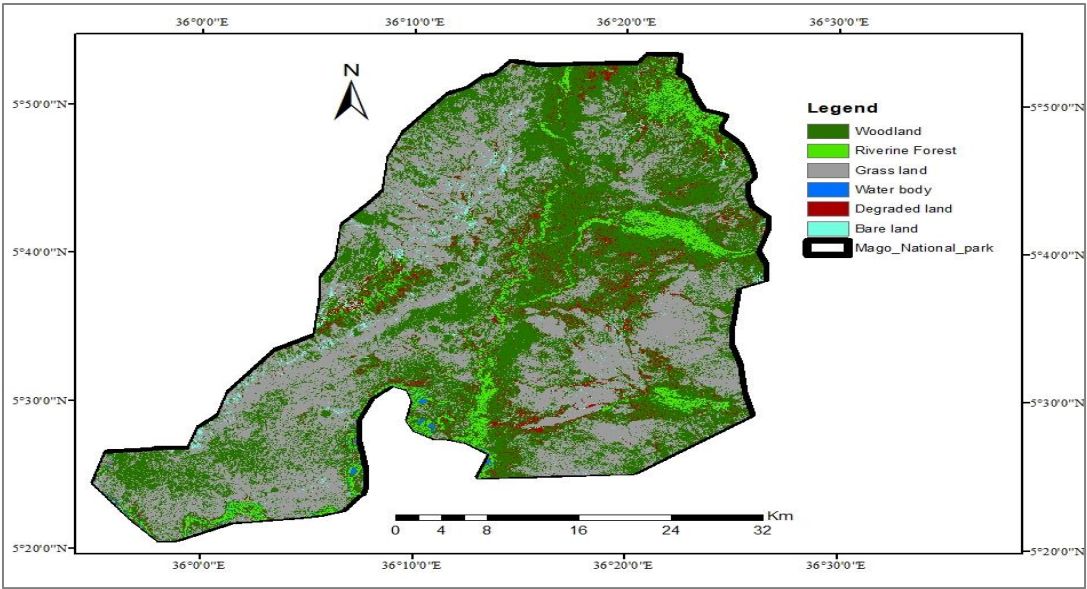 36°0'0"E 36°10'0"E 36°20'0"E 36°30'0"E
N
5°50'0"N 5°50'0"N
Legend
Woodland
Riverine Forest
Grass land
Water body
Degraded land
Bare land
Mago_National_park
5°40'0"N 5°40'0"N
5°30'0"N 5°30'0"N
Km
0 4 8 16 24 32
5°20'0"N 5°20'0"N
36°0'0"E 36°10'0"E 36°20'0"E 36°30'0"E